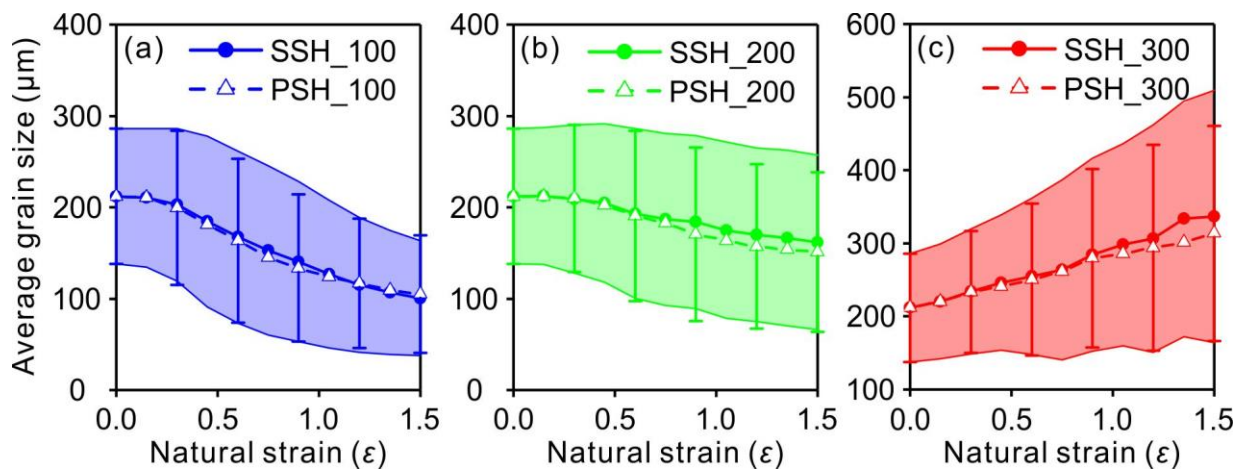 Average grain size (µm)
400
300
200
100
0
(a)
SSH_100
PSH_100
0.0
0.5
1.0
1.5
Natural strain (ε)
400
300
200
100
0
(b)
SSH_200
PSH_200
0.0
0.5
1.0
1.5
Natural strain (ε)
600
500
400
300
200
100
(c)
SSH_300
PSH_300
0.0
0.5
1.0
1.5
Natural strain (ε)